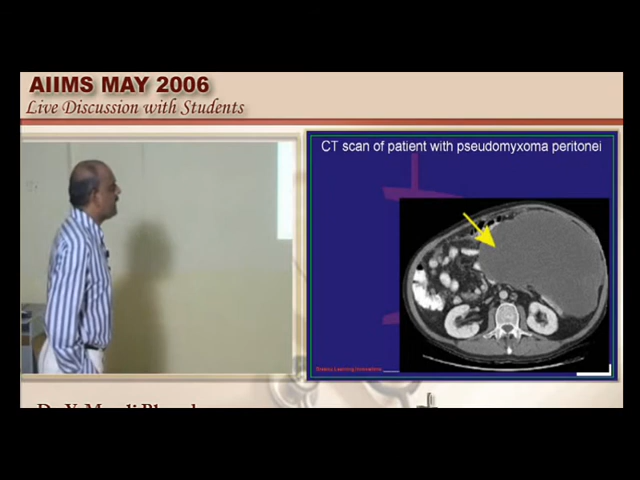 AIIMS MAY 2006
Live Discussion with Students
CT scan of patient with pseudomyxoma peritonei